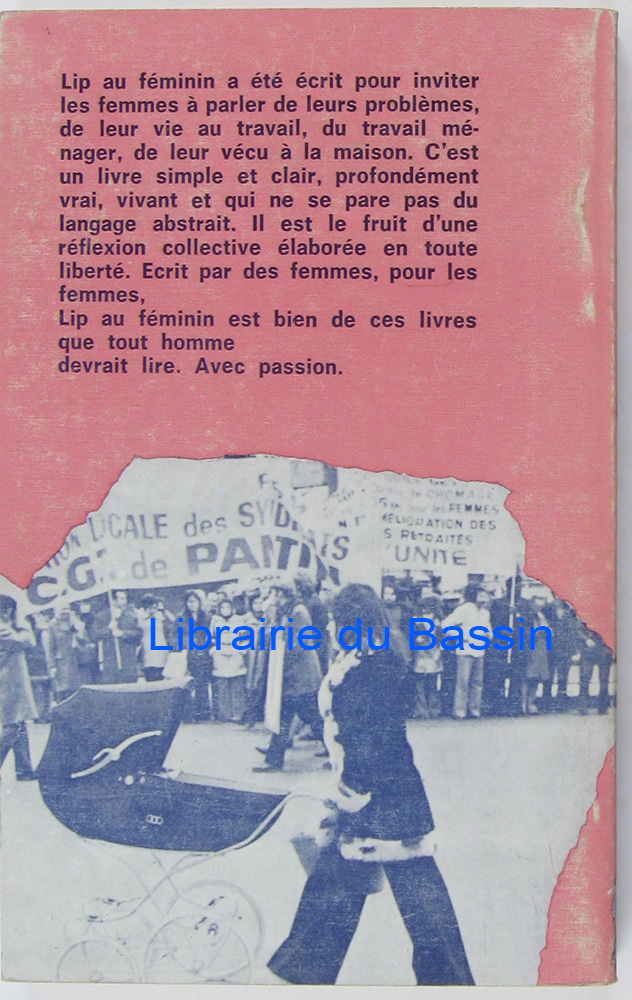 Lip au féminin a été écrit pour inviter
les femmes à parler de leurs problèmes,
de leur vie au travail, du travail mé-
nager, de leur vécu à la maison. C'est
un livre simple et clair, profondément
vrai, vivant et qui ne se pare pas du
langage abstrait. Il est le fruit d'une
réflexion collective élaborée en toute
liberté. Ecrit par des femmes, pour les
femmes,
Lip au féminin est bien de ces livres
que tout homme
devrait lire. Avec passion.
CHOMAGE
les FEMMES
LOCALE des SYNDICATS
AMÉLIORATION DES
RETRAITÉS
C.G.T. de PANTIN
UNITÉ
Librairie du Bassin